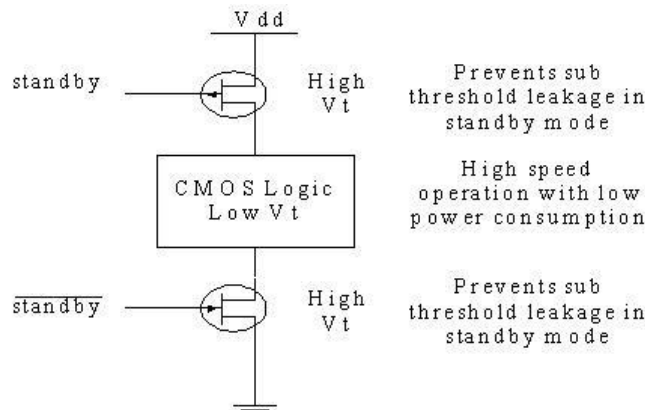 Vdd
standby
High
Vt
Prevents sub
threshold leakage in
standby mode
CMOS Logic
Low Vt
High speed
operation with low
power consumption
standby
High
Vt
Prevents sub
threshold leakage in
standby mode